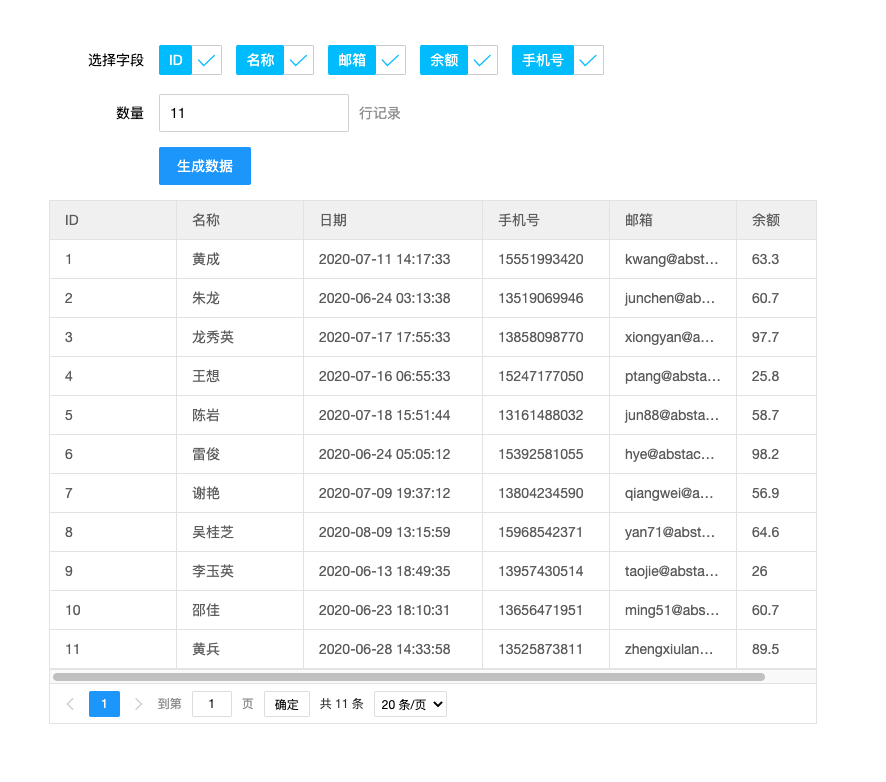 选择字段 ID 名称 邮箱 余额 手机号
数量 11 行记录
生成数据
ID 名称 日期 手机号 邮箱 余额
1 黄成 2020-07-11 14:17:33 15551993420 kwang@abst... 63.3
2 朱龙 2020-06-24 03:13:38 13519069946 junchen@ab... 60.7
3 龙秀英 2020-07-17 17:55:33 13858098770 xiongyan@a... 97.7
4 王想 2020-07-16 06:55:33 15247177050 ptang@absta... 25.8
5 陈岩 2020-07-18 15:51:44 13161488032 jun88@absta... 58.7
6 雷俊 2020-06-24 05:05:12 15392581055 hye@abstac... 98.2
7 谢艳 2020-07-09 19:37:12 13804234590 qiangwei@a... 56.9
8 吴桂芝 2020-08-09 13:15:59 15968542371 yan71@abst... 64.6
9 李玉英 2020-06-13 18:49:35 13957430514 taojie@absta... 26
10 邵佳 2020-06-23 18:10:31 13656471951 ming51@abs... 60.7
11 黄兵 2020-06-28 14:33:58 13525873811 zhengxiulan... 89.5
1 到第 1 页 确定 共 11 条 20 条/页